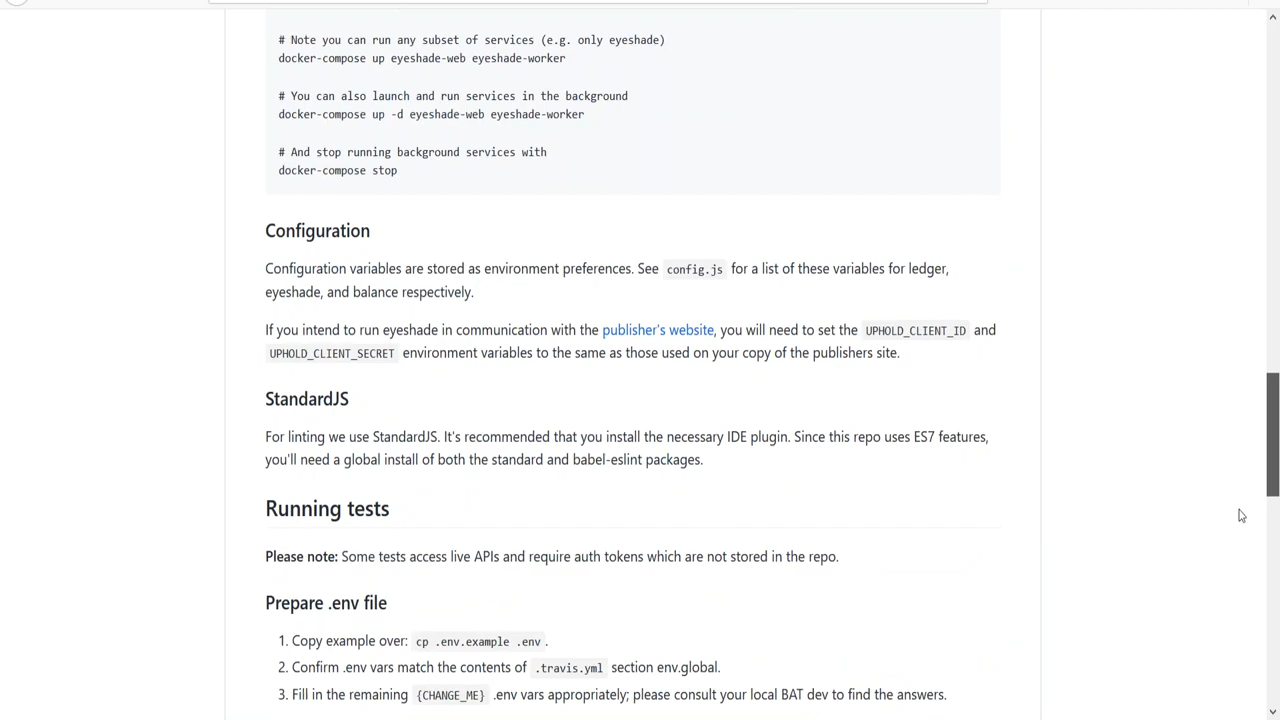 # Note you can run any subset of services (e.g. only eyeshade)
docker-compose up eyeshade-web eyeshade-worker
# You can also launch and run services in the background
docker-compose up -d eyeshade-web eyeshade-worker
# And stop running background services with
docker-compose stop
Configuration
Configuration variables are stored as environment preferences. See config.js for a list of these variables for ledger,
eyeshade, and balance respectively.
If you intend to run eyeshade in communication with the publisher's website, you will need to set the UPHOLD_CLIENT_ID and
UPHOLD_CLIENT_SECRET environment variables to the same as those used on your copy of the publishers site.
StandardJS
For linting we use StandardJS. It's recommended that you install the necessary IDE plugin. Since this repo uses ES7 features,
you'll need a global install of both the standard and babel-eslint packages.
Running tests
Please note: Some tests access live APIs and require auth tokens which are not stored in the repo.
Prepare .env file
1. Copy example over: cp .env.example .env .
2. Confirm .env vars match the contents of .travis.yml section env.global.
3. Fill in the remaining {CHANGE_ME} .env vars appropriately; please consult your local BAT dev to find the answers.